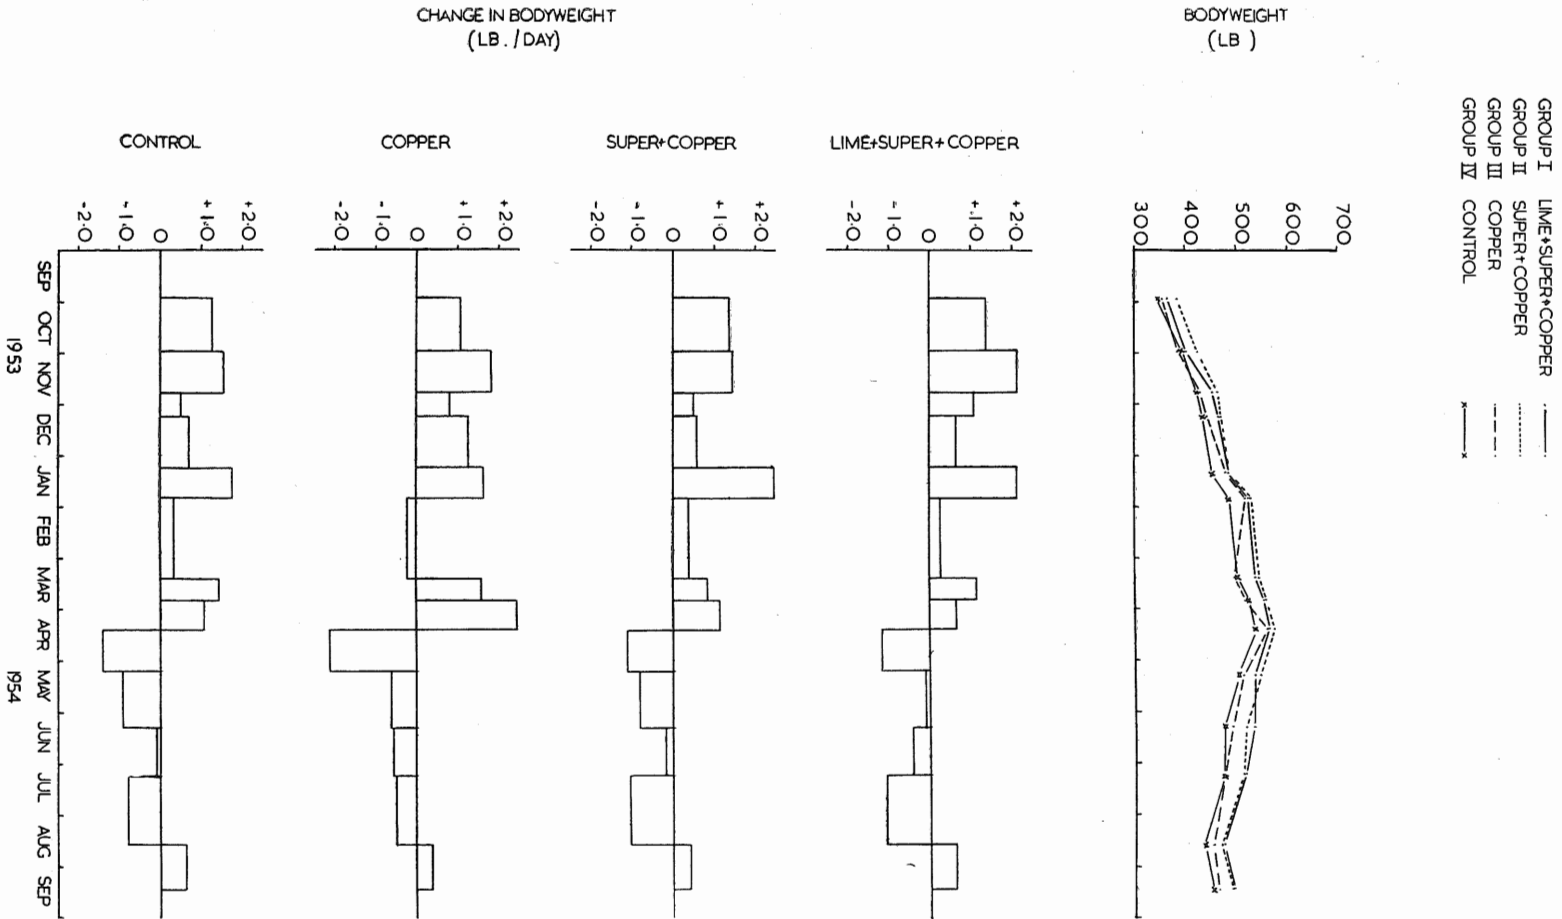 GROUP I LIME+SUPER+COPPER
GROUP II SUPER+COPPER
GROUP III COPPER
GROUP IV CONTROL
BODYWEIGHT
(LB )
700
600
500
400
300
CHANGE IN BODYWEIGHT
(LB. / DAY)
LIME+SUPER+COPPER
+2.0
+1.0
0
-1.0
-2.0
SUPER+COPPER
+2.0
+1.0
0
-1.0
-2.0
COPPER
+2.0
+1.0
0
-1.0
-2.0
CONTROL
+2.0
+1.0
0
-1.0
-2.0
SEP OCT NOV DEC JAN FEB MAR APR MAY JUN JUL AUG SEP
1953 1954